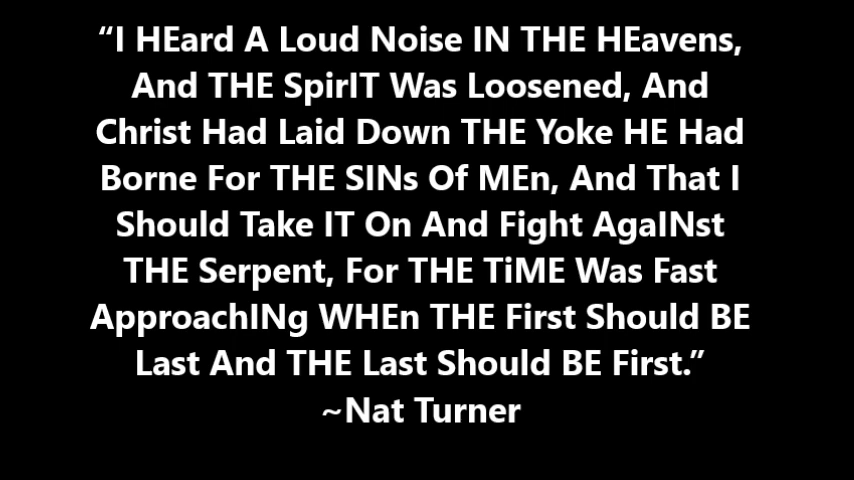 “I HEard A Loud Noise IN THE HEavens,
And THE SpirIT Was Loosened, And
Christ Had Laid Down THE Yoke HE Had
Borne For THE SINs Of MEn, And That I
Should Take IT On And Fight AgaINst
THE Serpent, For THE TiME Was Fast
ApproachINg WHEn THE First Should BE
Last And THE Last Should BE First.”
~Nat Turner